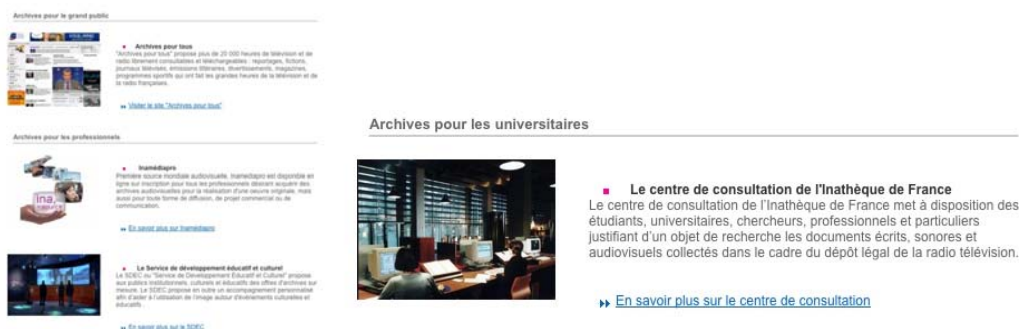 Archives pour le grand public
Archives pour tous
"Archives pour tous" propose plus de 20 000 heures de télévision et de
radio librement consultables et téléchargeables : reportages, fictions,
journaux télévisés, émissions littéraires, divertissements, magazines,
programmes sportifs qui ont fait les grandes heures de la télévision et de
la radio françaises.
Visiter le site "Archives pour tous"
Archives pour les professionnels
ina
Inamédiapro
Première source mondiale audiovisuelle, Inamediapro est disponible en
ligne sur inscription pour tous les professionnels désirant acquérir des
archives audiovisuelles pour la réalisation d'une oeuvre originale, mais
aussi pour toute forme de diffusion, de projet commercial ou de
communication.
En savoir plus sur Inamédiapro
Le Service de développement éducatif et culturel
Le SDEC ou "Service de Développement Educatif et Culturel" propose
aux publics institutionnels, culturels et éducatifs des offres d'archives sur
mesure. Le SDEC propose en outre un accompagnement personnalisé
afin d'aider à l'utilisation de l'image autour d'événements culturels et
éducatifs.
En savoir plus sur le SDEC
Archives pour les universitaires
Le centre de consultation de l'Inathèque de France
Le centre de consultation de l'Inathèque de France met à disposition des
étudiants, universitaires, chercheurs, professionnels et particuliers
justifiant d'un objet de recherche les documents écrits, sonores et
audiovisuels collectés dans le cadre du dépôt légal de la radio télévision.
En savoir plus sur le centre de consultation